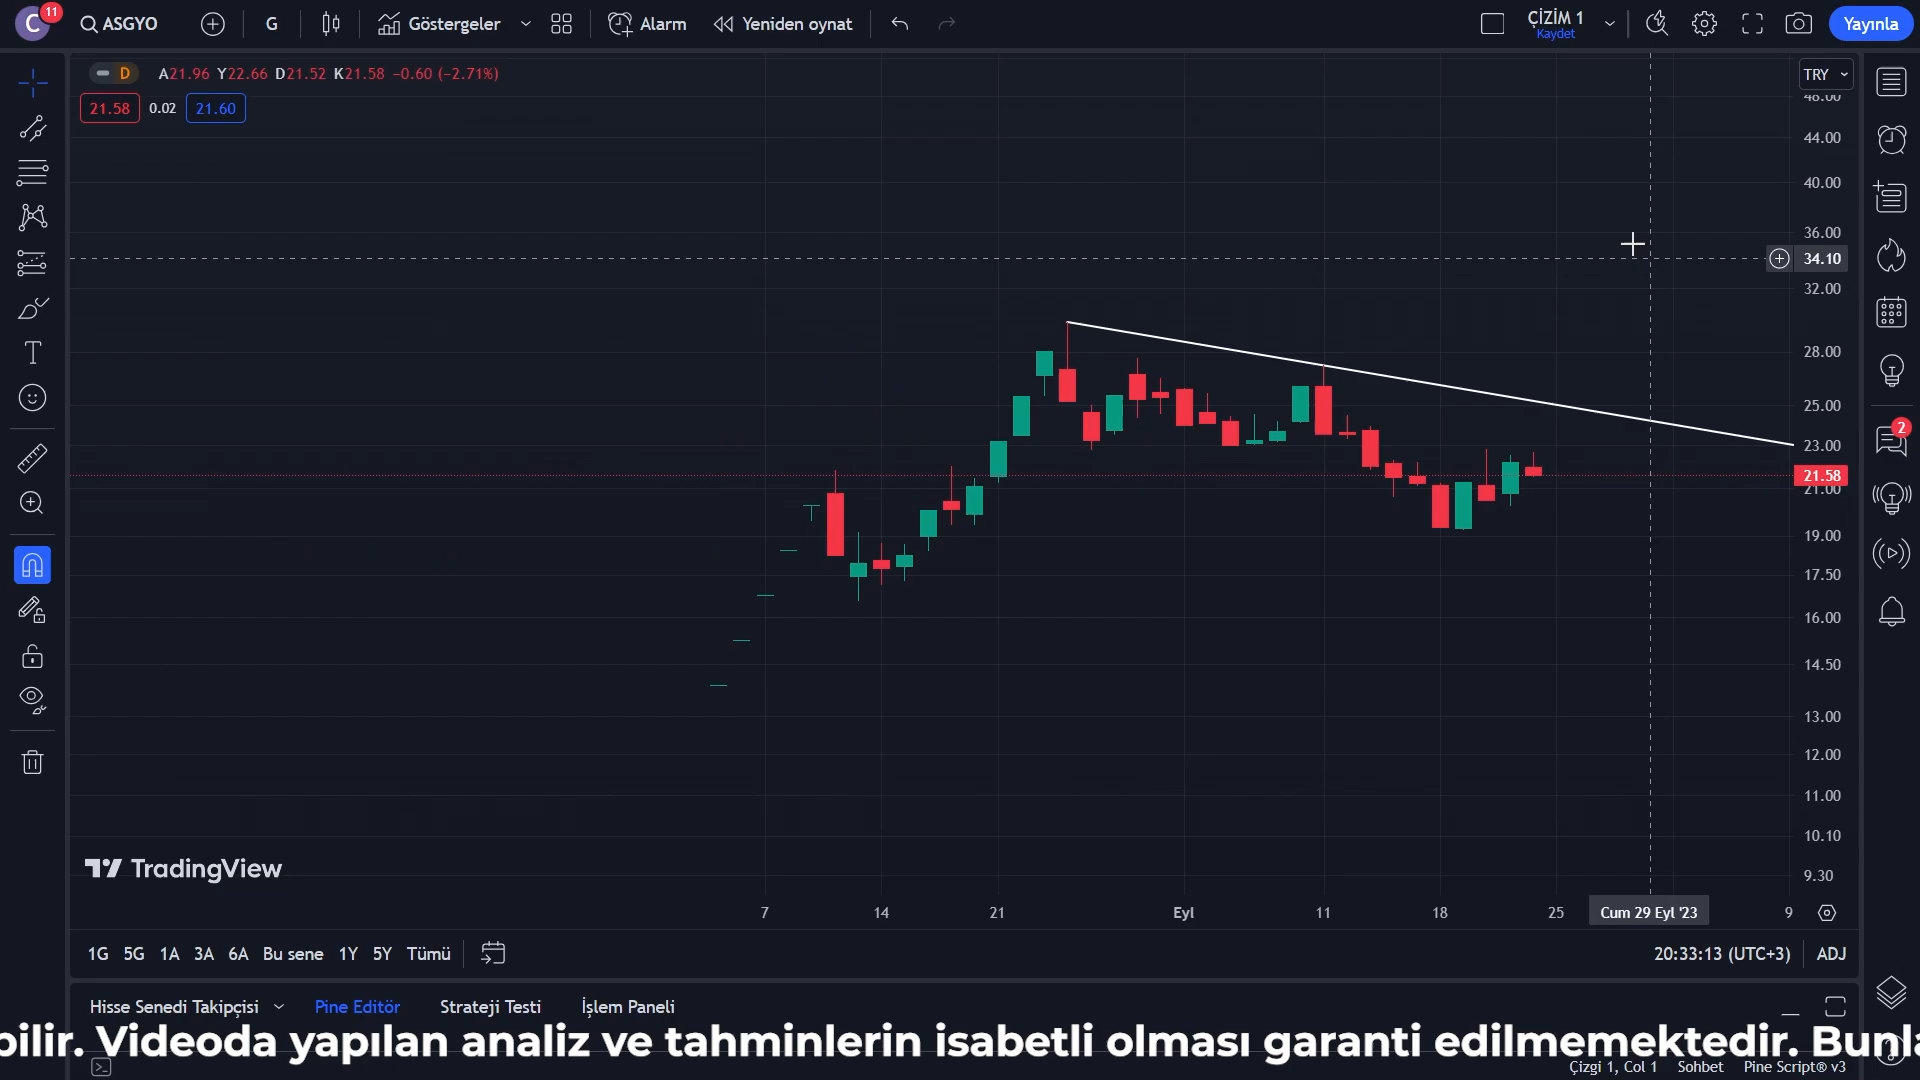 C 11 ASGYO G Göstergeler Alarm Yeniden oynat ÇİZİM 1 Kaydet Yayınla
D A21.96 Y22.66 D21.52 K21.58 −0.60 (−2.71%)
21.58 0.02 21.60
TRY
48.00
44.00
40.00
36.00
34.10
32.00
28.00
25.00
23.00
21.58
21.00
19.00
17.50
16.00
14.50
13.00
12.00
11.00
10.10
9.30
2
TradingView
7 14 21 Eyl 11 18 25 Cum 29 Eyl '23 9
1G 5G 1A 3A 6A Bu sene 1Y 5Y Tümü 20:33:13 (UTC+3) ADJ
Hisse Senedi Takipçisi Pine Editör Strateji Testi İşlem Paneli
bilir. Videoda yapılan analiz ve tahminlerin isabetli olması garanti edilmemektedir. Bunla
Çizgi 1, Col 1 Sohbet Pine Script® v3